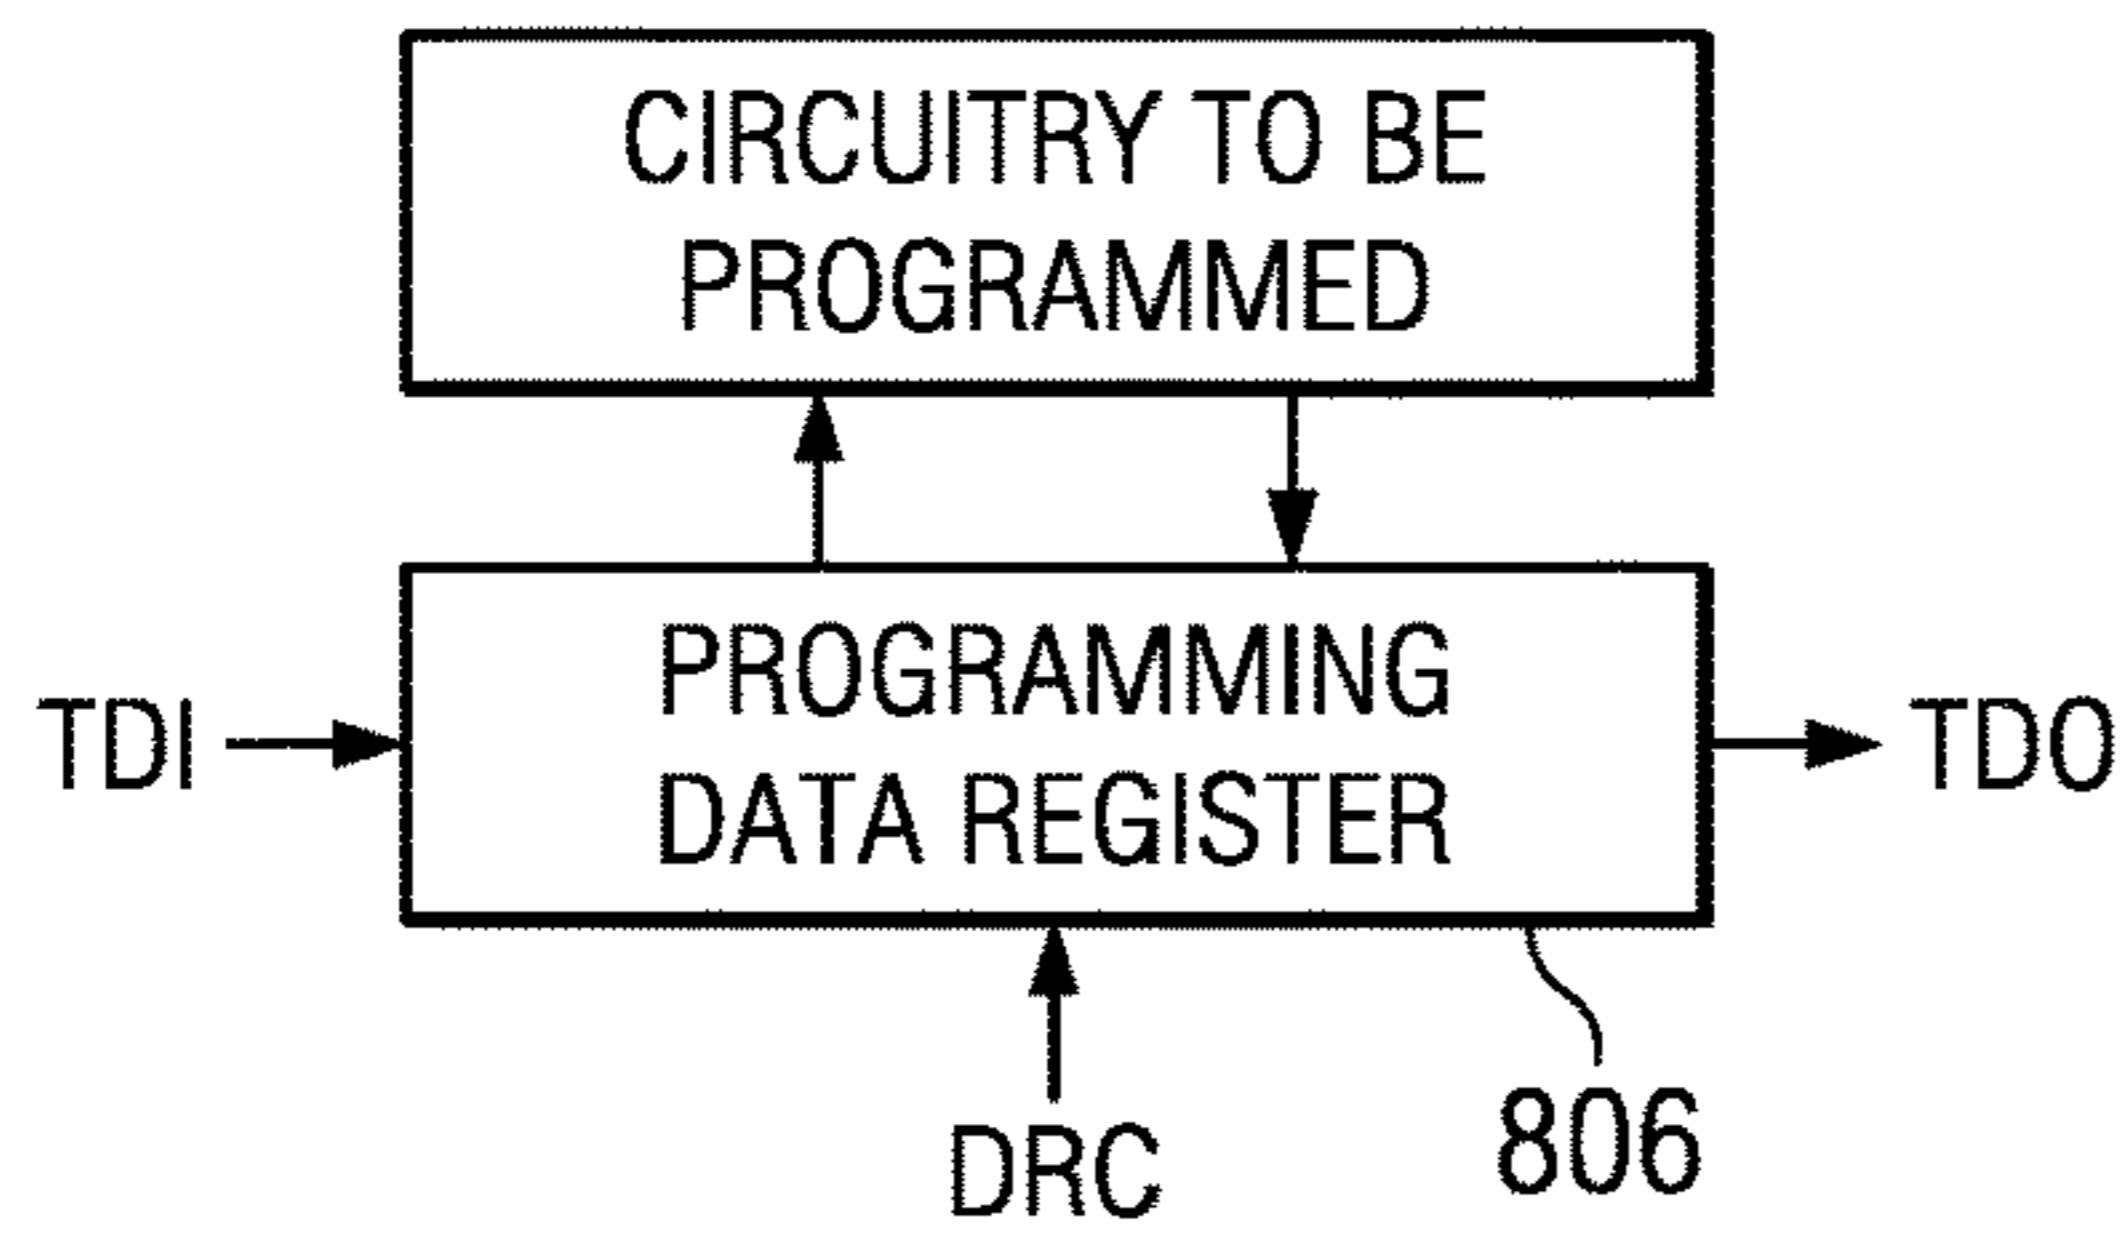 CIRCUITRY TO BE
PROGRAMMED
PROGRAMMING
DATA REGISTER
TDI
TDO
DRC
806